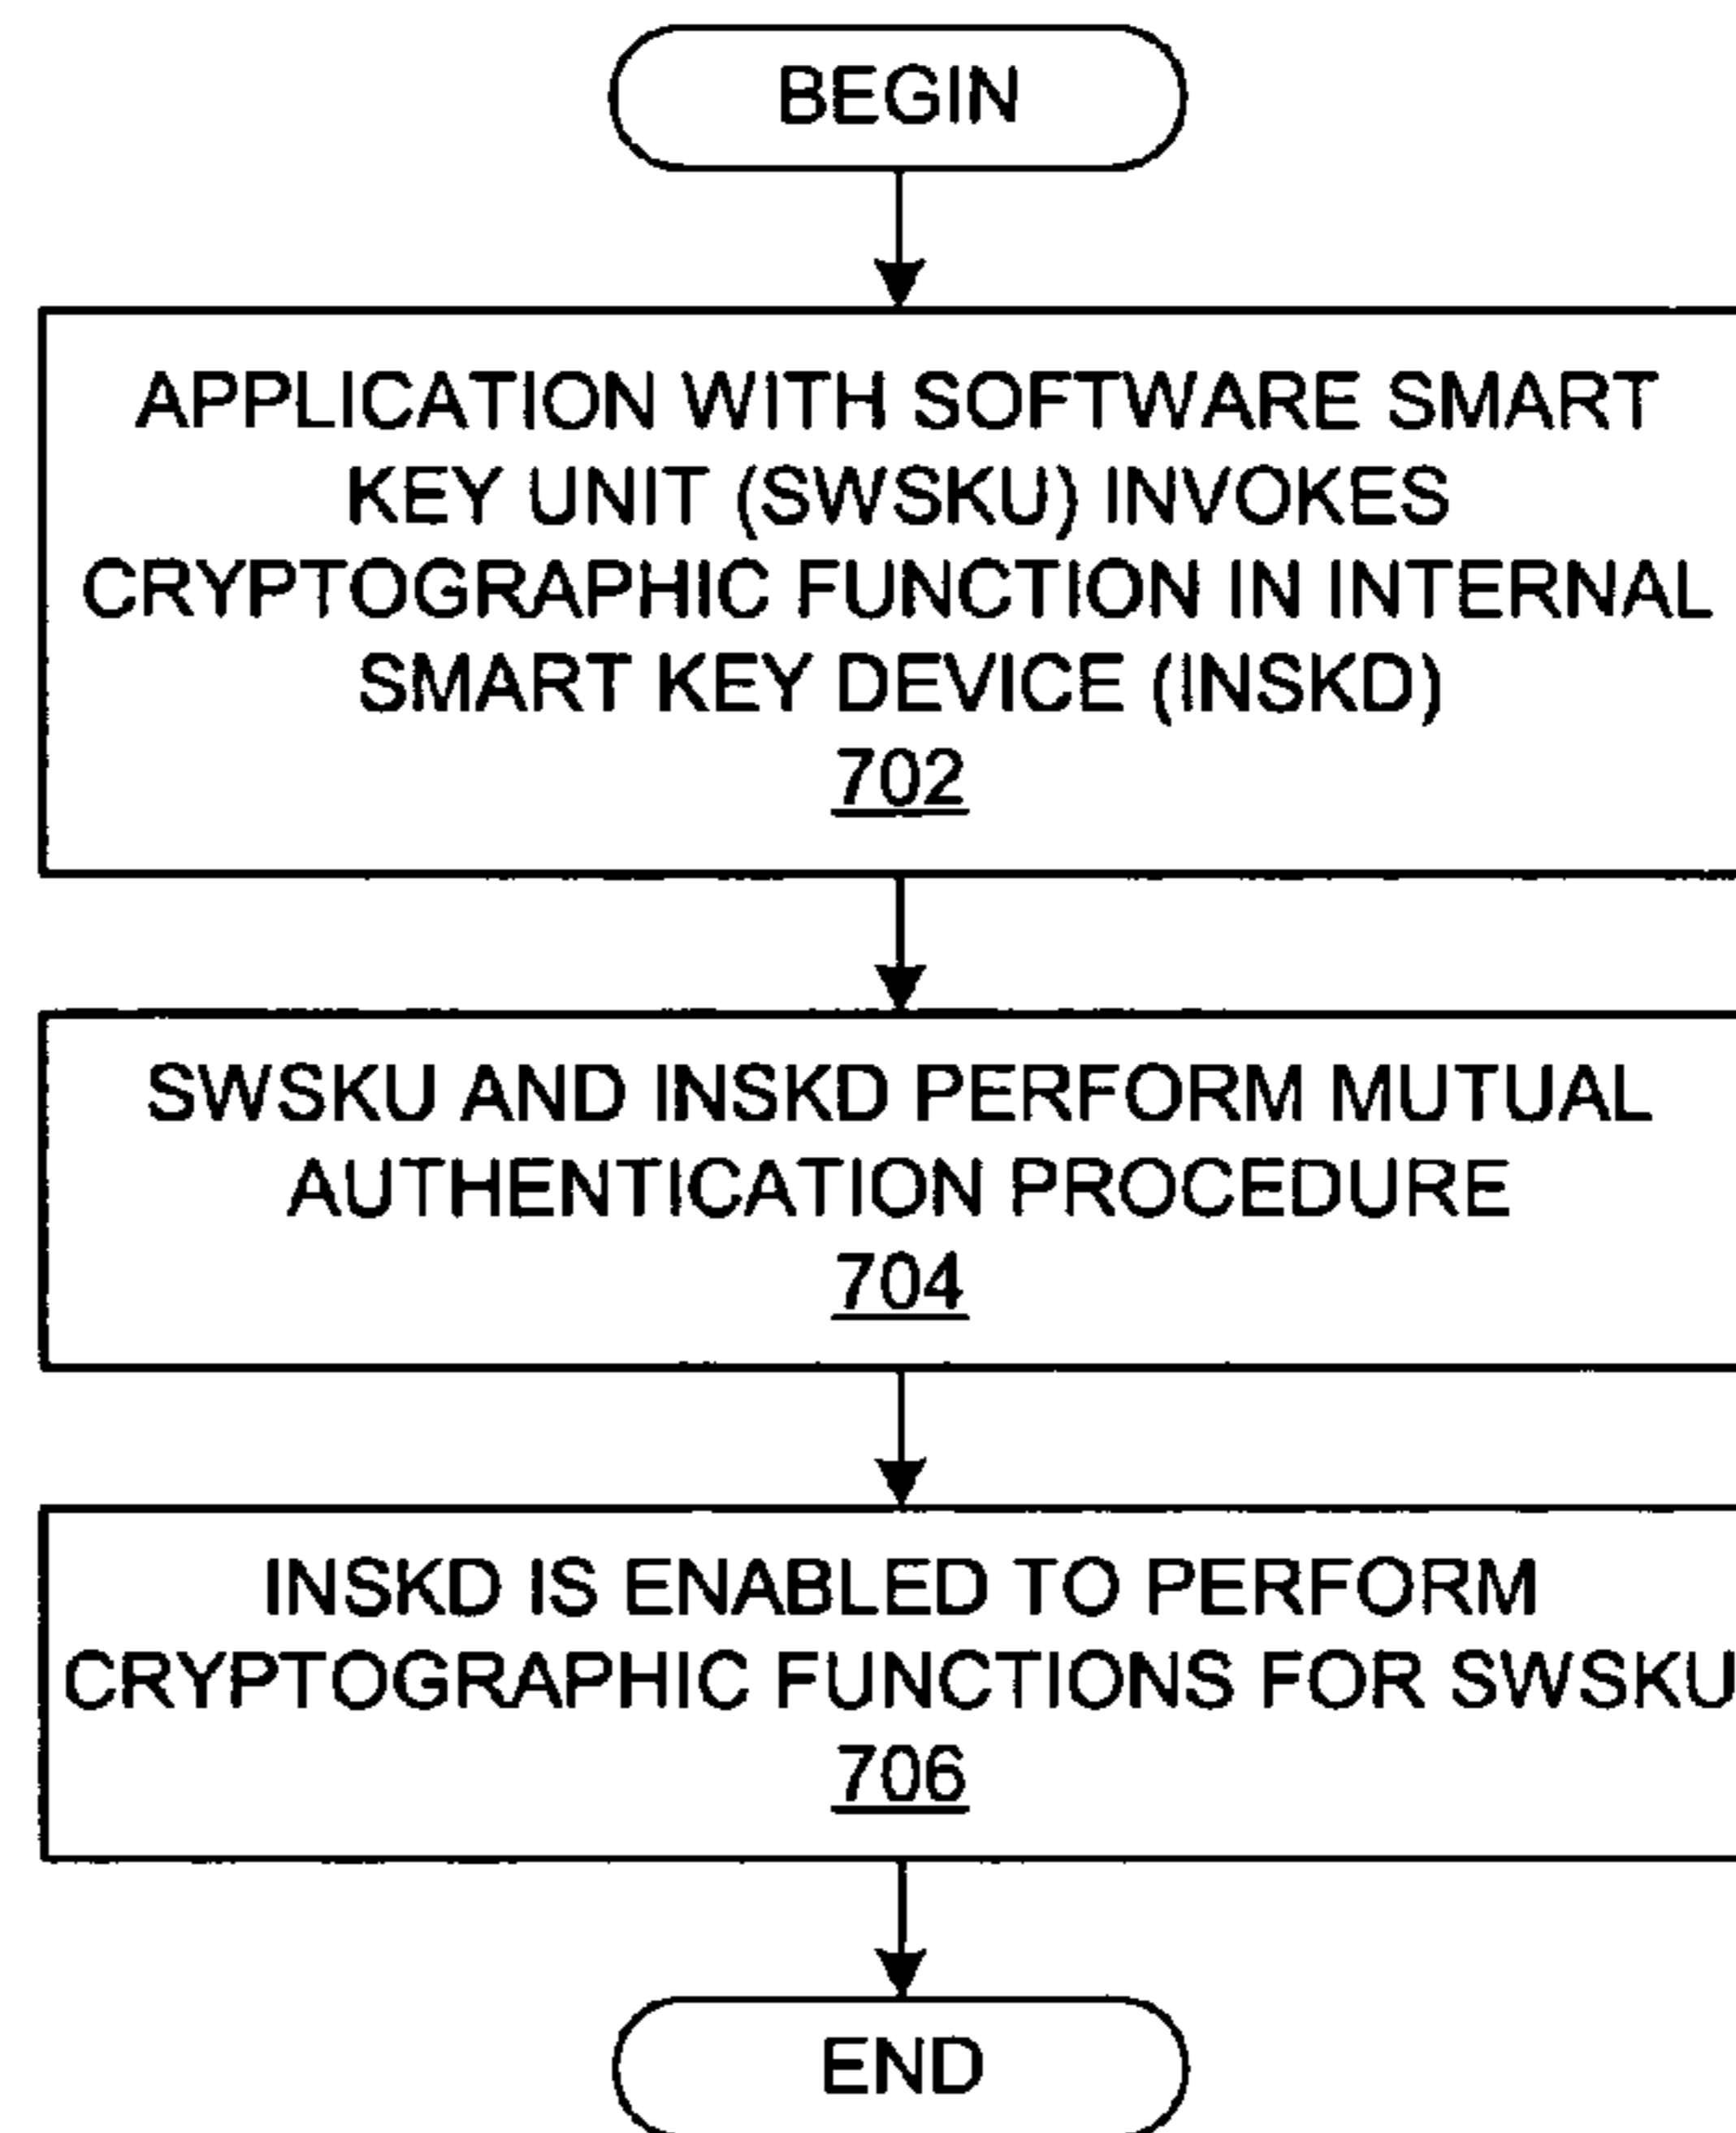 BEGIN
APPLICATION WITH SOFTWARE SMART
KEY UNIT (SWSKU) INVOKES
CRYPTOGRAPHIC FUNCTION IN INTERNAL
SMART KEY DEVICE (INSKD)
702
SWSKU AND INSKD PERFORM MUTUAL
AUTHENTICATION PROCEDURE
704
INSKD IS ENABLED TO PERFORM
CRYPTOGRAPHIC FUNCTIONS FOR SWSKU
706
END